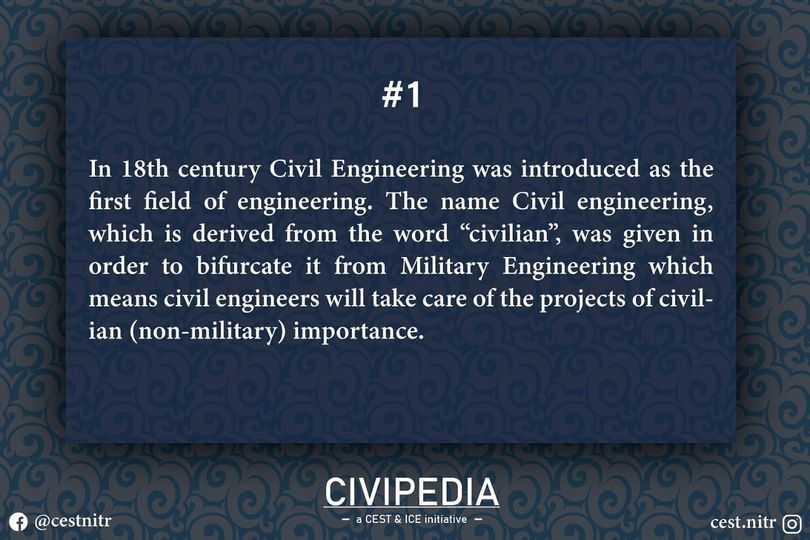 #1
In 18th century Civil Engineering was introduced as the
first field of engineering. The name Civil engineering,
which is derived from the word “civilian”, was given in
order to bifurcate it from Military Engineering which
means civil engineers will take care of the projects of civil-
ian (non-military) importance.
CIVIPEDIA
– a CEST & ICE initiative –
@cestnitr
cest.nitr